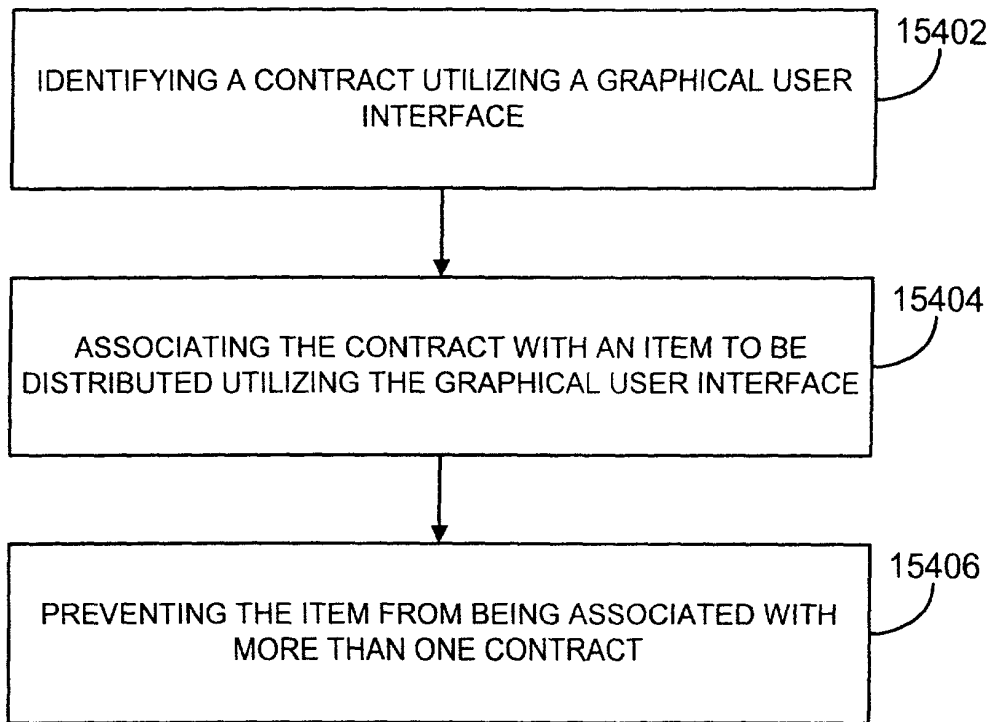 15402
IDENTIFYING A CONTRACT UTILIZING A GRAPHICAL USER
INTERFACE
15404
ASSOCIATING THE CONTRACT WITH AN ITEM TO BE
DISTRIBUTED UTILIZING THE GRAPHICAL USER INTERFACE
15406
PREVENTING THE ITEM FROM BEING ASSOCIATED WITH
MORE THAN ONE CONTRACT